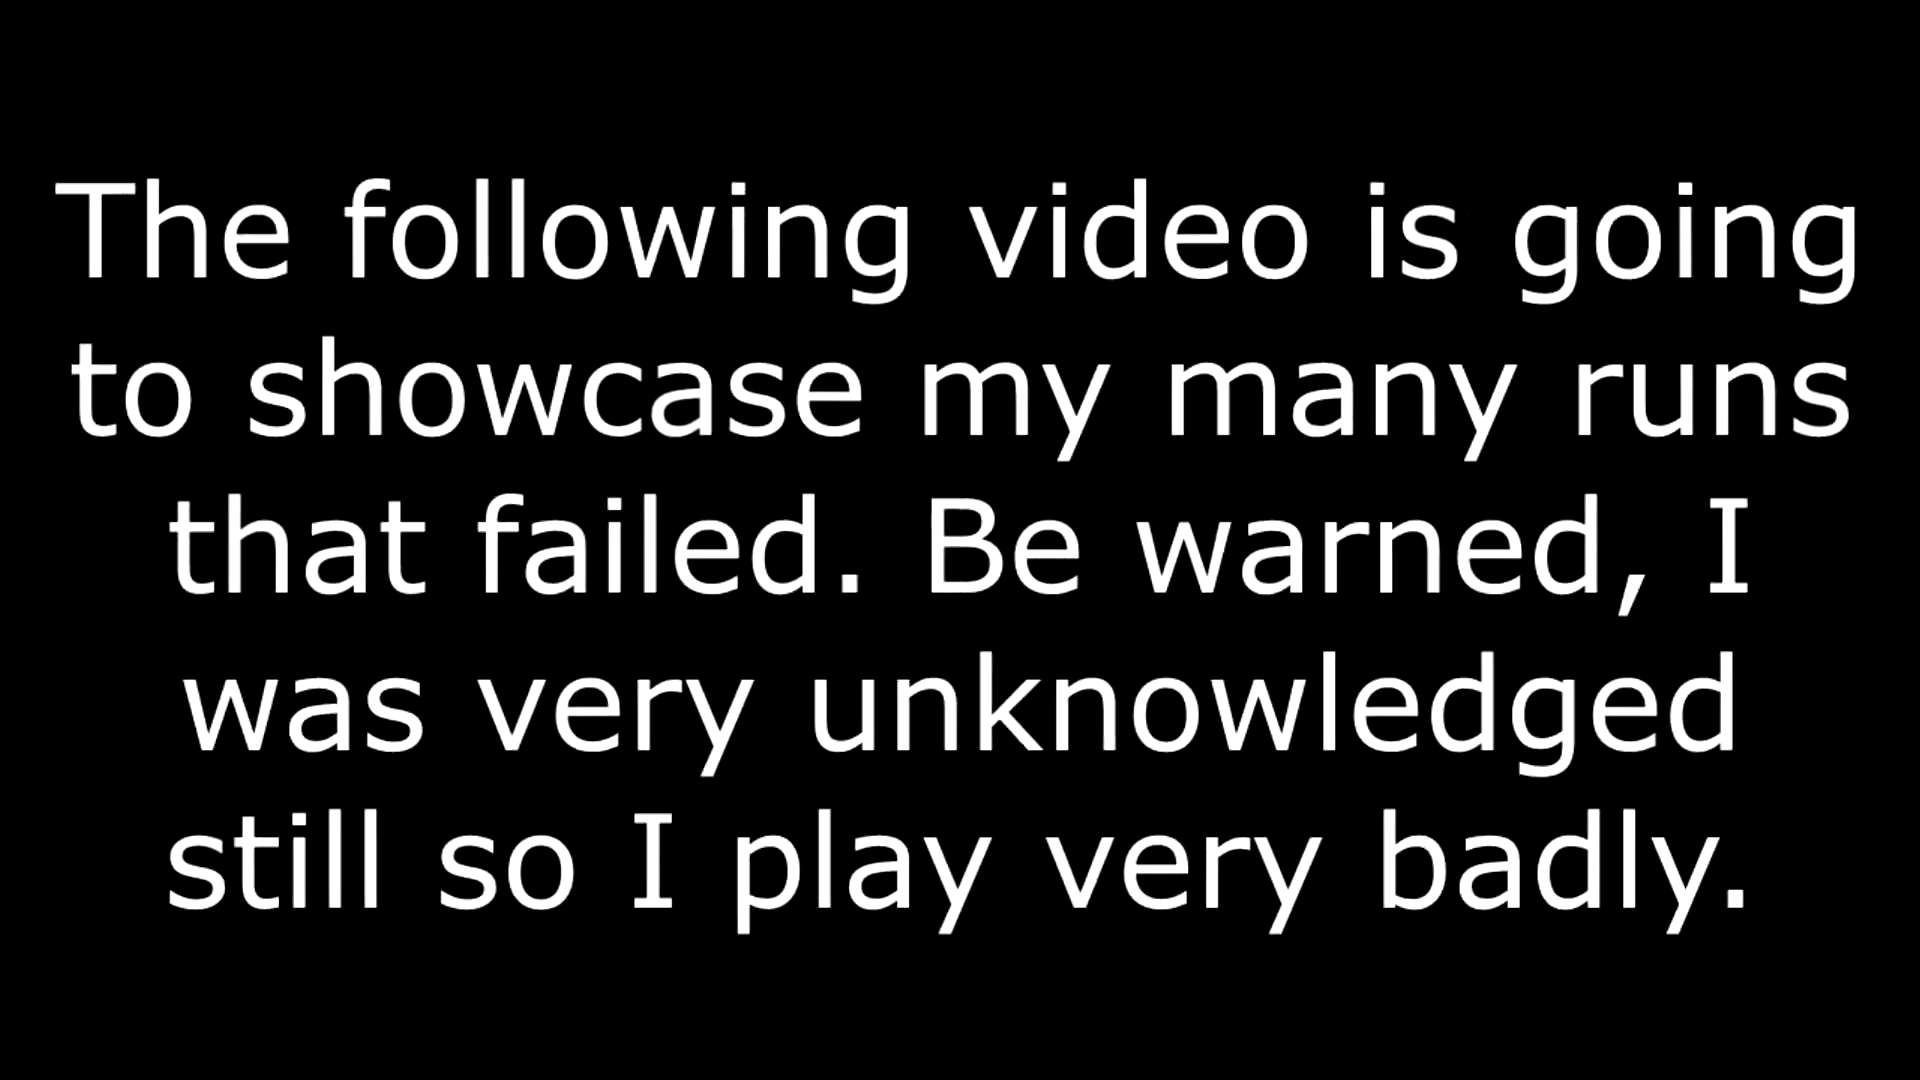 The following video is going
to showcase my many runs
that failed. Be warned, I
was very unknowledged
still so I play very badly.